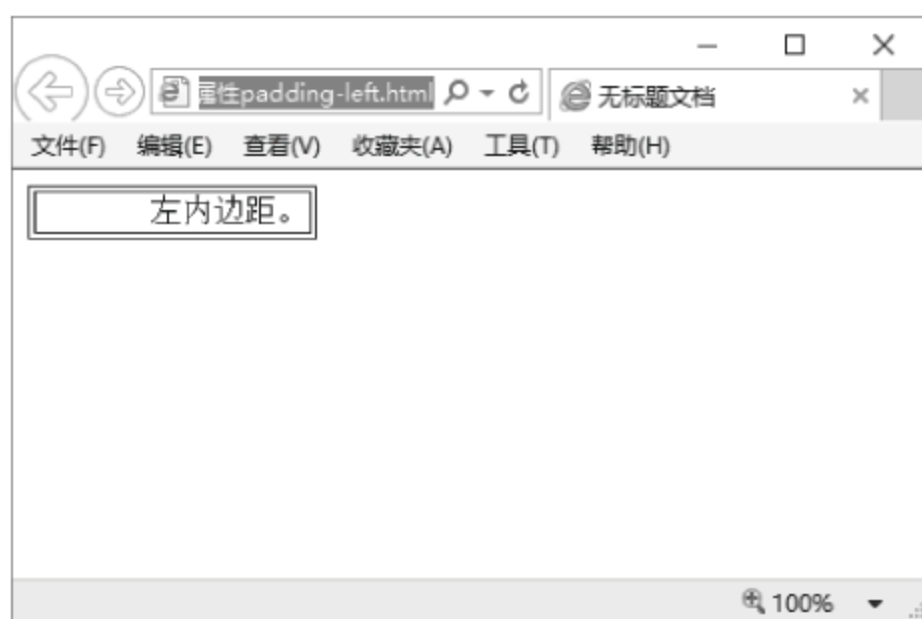 属性padding-left.html
无标题文档
文件(F) 编辑(E) 查看(V) 收藏夹(A) 工具(T) 帮助(H)
左内边距。
100%